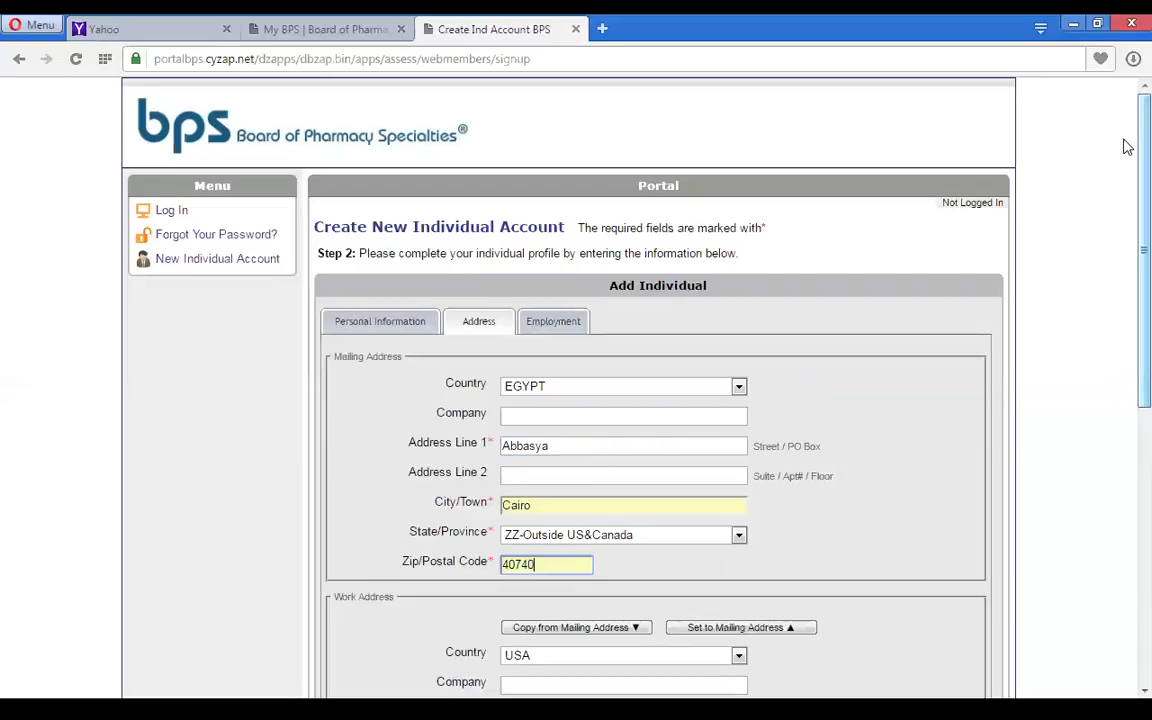 Menu
Yahoo
My BPS | Board of Pharma
Create Ind Account BPS
portalbps.cyzap.net/dzapps/dbzap.bin/apps/assess/webmembers/signup
bps Board of Pharmacy Specialties®
Menu
Log In
Forgot Your Password?
New Individual Account
Portal
Not Logged In
Create New Individual Account The required fields are marked with*
Step 2: Please complete your individual profile by entering the information below.
Add Individual
Personal Information
Address
Employment
Mailing Address
Country EGYPT
Company
Address Line 1* Abbasya Street / PO Box
Address Line 2 Suite / Apt# / Floor
City/Town* Cairo
State/Province* ZZ-Outside US&Canada
Zip/Postal Code* 40740
Work Address
Copy from Mailing Address ▼ Set to Mailing Address ▲
Country USA
Company